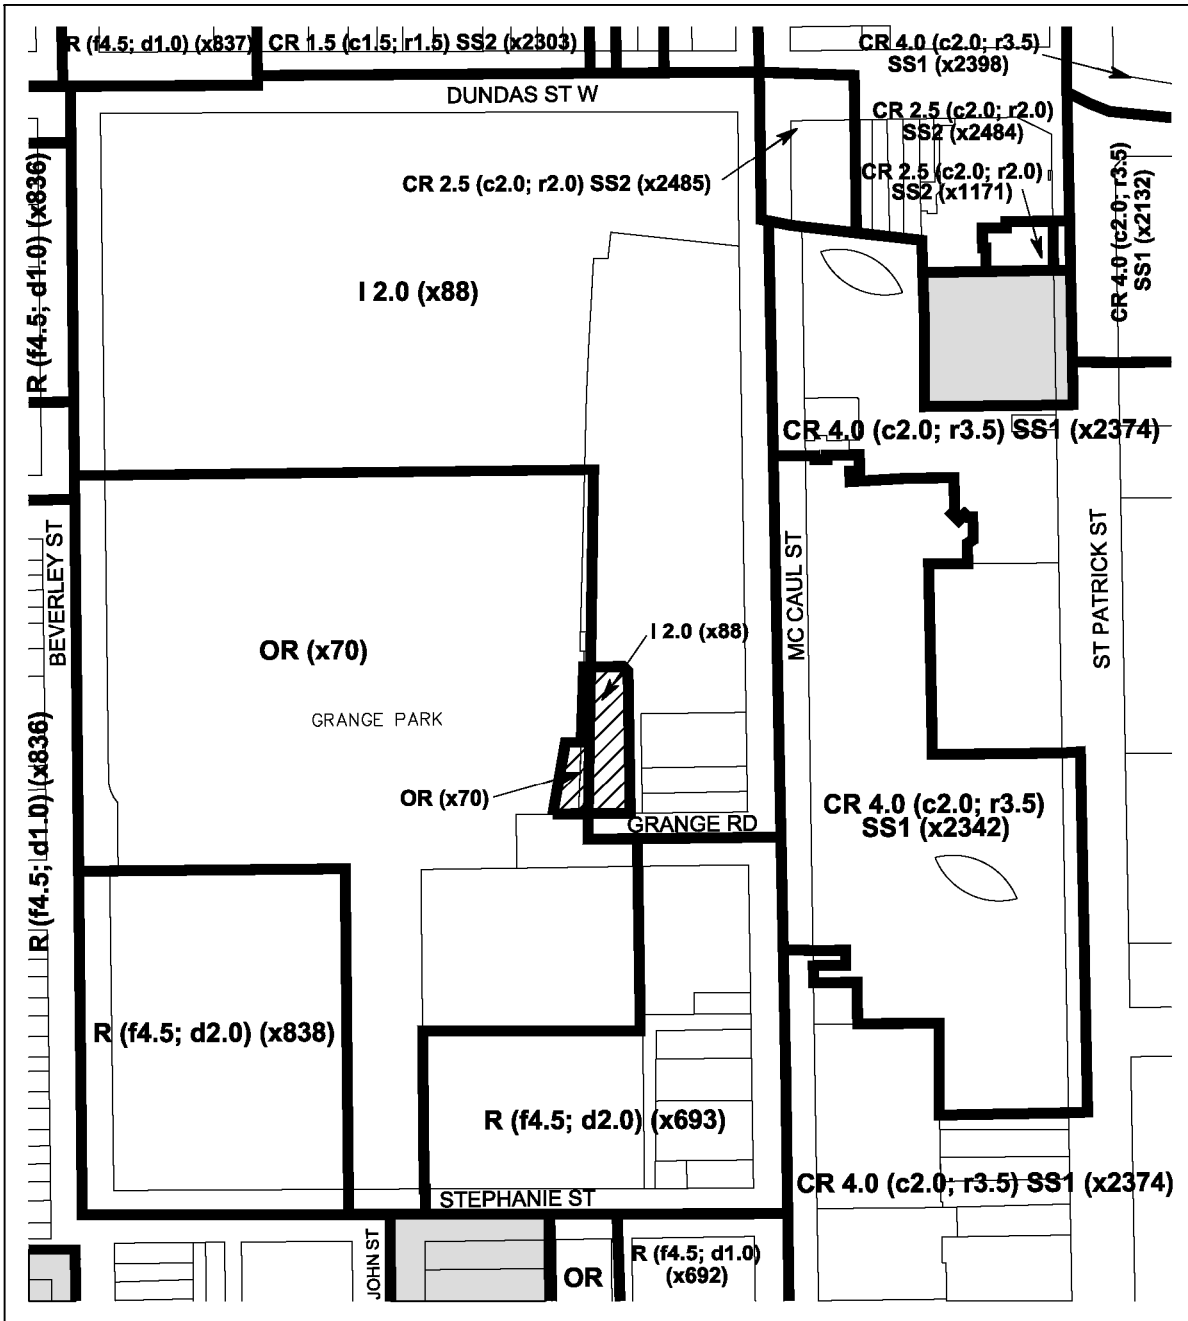 R (f4.5; d1.0) (x837)
CR 1.5 (c1.5; r1.5) SS2 (x2303)
CR 4.0 (c2.0; r3.5)
SS1 (x2398)
DUNDAS ST W
CR 2.5 (c2.0; r2.0)
SS2 (x2484)
CR 2.5 (c2.0; r2.0) SS2 (x2485)
CR 2.5 (c2.0; r2.0)
SS2 (x1171)
R (f4.5; d1.0) (x836)
CR 4.0 (c2.0; r3.5)
SS1 (x2132)
I 2.0 (x88)
CR 4.0 (c2.0; r3.5) SS1 (x2374)
BEVERLEY ST
MC CAUL ST
ST PATRICK ST
I 2.0 (x88)
OR (x70)
GRANGE PARK
OR (x70)
GRANGE RD
CR 4.0 (c2.0; r3.5)
SS1 (x2342)
R (f4.5; d1.0) (x836)
R (f4.5; d2.0) (x838)
R (f4.5; d2.0) (x693)
CR 4.0 (c2.0; r3.5) SS1 (x2374)
STEPHANIE ST
JOHN ST
OR
R (f4.5; d1.0)
(x692)